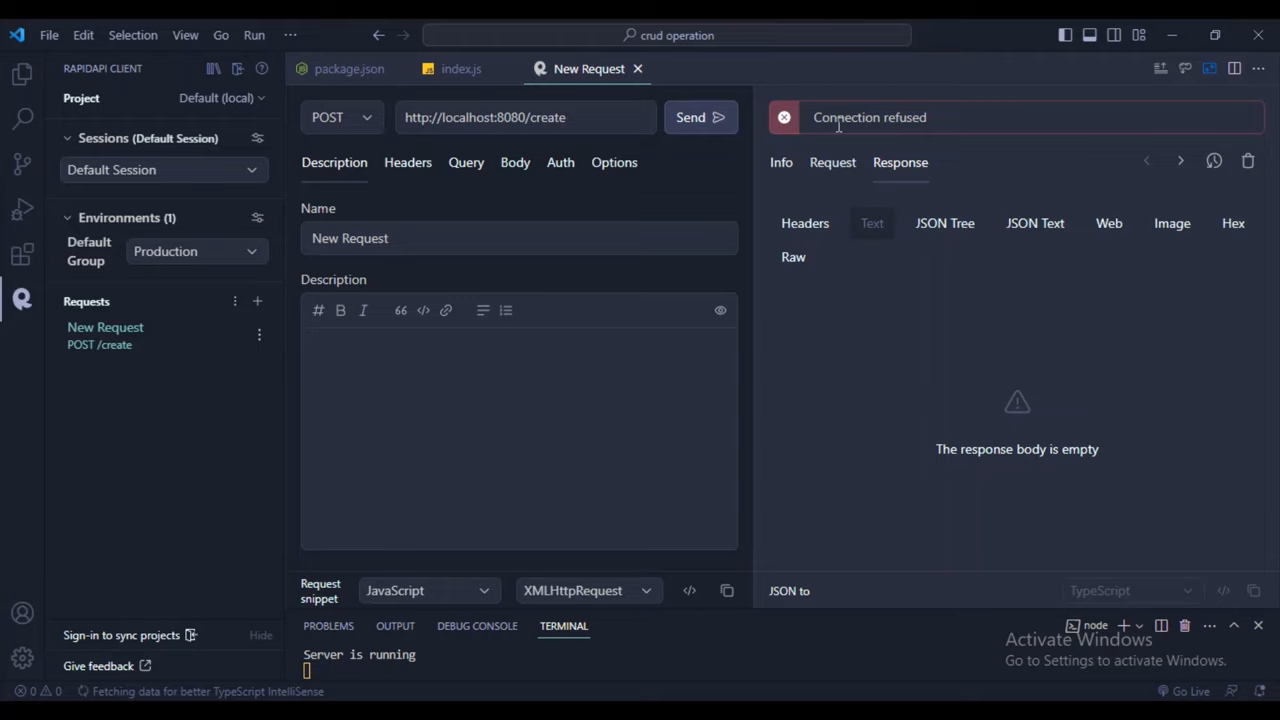 File Edit Selection View Go Run ··· crud operation
RAPIDAPI CLIENT
package.json index.js New Request
Project Default (local)
POST http://localhost:8080/create Send Connection refused
Sessions (Default Session)
Default Session
Description Headers Query Body Auth Options
Info Request Response
Environments (1)
Default Group Production
Name
New Request
Headers Text JSON Tree JSON Text Web Image Hex
Raw
Description
Requests
New Request
POST /create
The response body is empty
Request snippet JavaScript XMLHttpRequest
JSON to TypeScript
PROBLEMS OUTPUT DEBUG CONSOLE TERMINAL node
Sign-in to sync projects Hide
Server is running
Activate Windows
Go to Settings to activate Windows.
Give feedback
0 0 Fetching data for better TypeScript IntelliSense Go Live